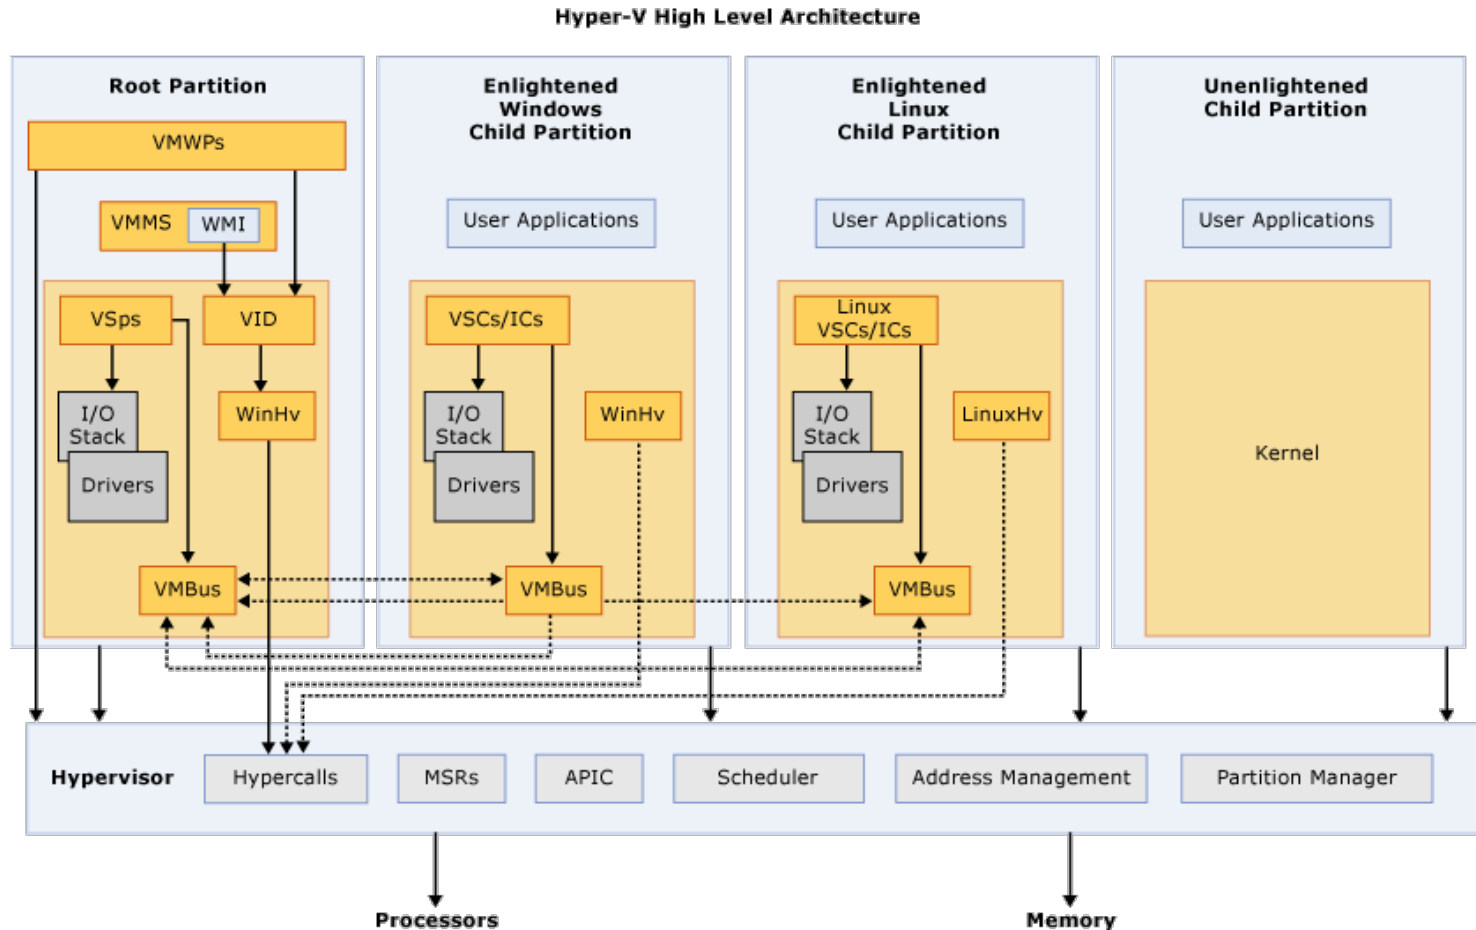 Hyper-V High Level Architecture
Root Partition
VMWPs
VMMS
WMI
VSps
VID
I/O
Stack
WinHv
Drivers
VMBus
Enlightened
Windows
Child Partition
User Applications
VSCs/ICs
I/O
Stack
WinHv
Drivers
VMBus
Enlightened
Linux
Child Partition
User Applications
Linux
VSCs/ICs
I/O
Stack
LinuxHv
Drivers
VMBus
Unenlightened
Child Partition
User Applications
Kernel
Hypervisor
Hypercalls
MSRs
APIC
Scheduler
Address Management
Partition Manager
Processors
Memory